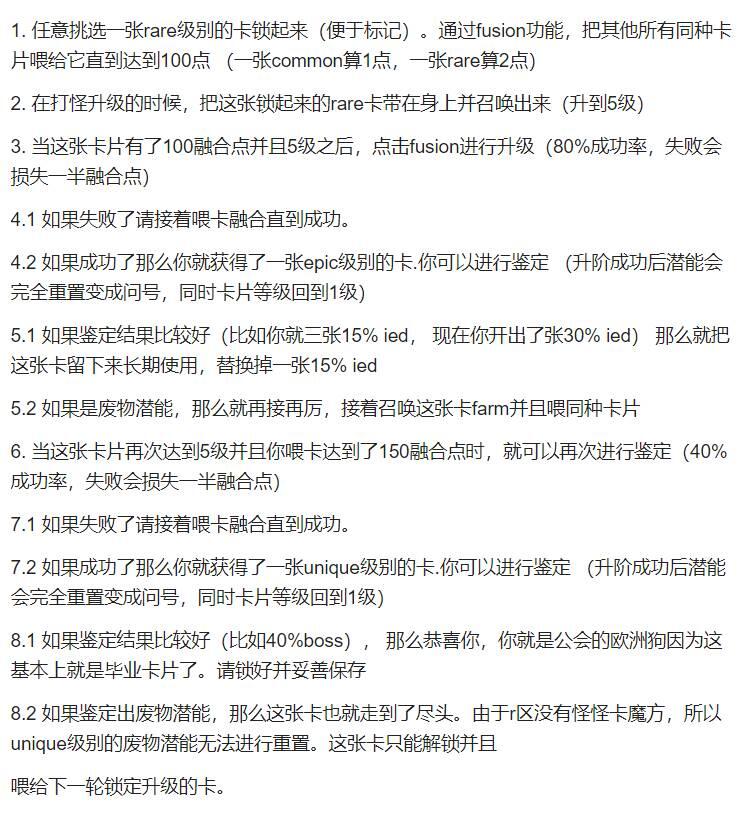 1. 任意挑选一张rare级别的卡锁起来（便于标记）。通过fusion功能，把其他所有同种卡
片喂给它直到达到100点 （一张common算1点，一张rare算2点）
2. 在打怪升级的时候，把这张锁起来的rare卡带在身上并召唤出来（升到5级）
3. 当这张卡片有了100融合点并且5级之后，点击fusion进行升级（80%成功率，失败会
损失一半融合点）
4.1 如果失败了请接着喂卡融合直到成功。
4.2 如果成功了那么你就获得了一张epic级别的卡.你可以进行鉴定 （升阶成功后潜能会
完全重置变成问号，同时卡片等级回到1级）
5.1 如果鉴定结果比较好（比如你就三张15% ied， 现在你开出了张30% ied） 那么就把
这张卡留下来长期使用，替换掉一张15% ied
5.2 如果是废物潜能，那么就再接再厉，接着召唤这张卡farm并且喂同种卡片
6. 当这张卡片再次达到5级并且你喂卡达到了150融合点时，就可以再次进行鉴定（40%
成功率，失败会损失一半融合点）
7.1 如果失败了请接着喂卡融合直到成功。
7.2 如果成功了那么你就获得了一张unique级别的卡.你可以进行鉴定 （升阶成功后潜能
会完全重置变成问号，同时卡片等级回到1级）
8.1 如果鉴定结果比较好（比如40%boss）， 那么恭喜你，你就是公会的欧洲狗因为这
基本上就是毕业卡片了。请锁好并妥善保存
8.2 如果鉴定出废物潜能，那么这张卡也就走到了尽头。由于r区没有怪怪卡魔方，所以
unique级别的废物潜能无法进行重置。这张卡只能解锁并且
喂给下一轮锁定升级的卡。